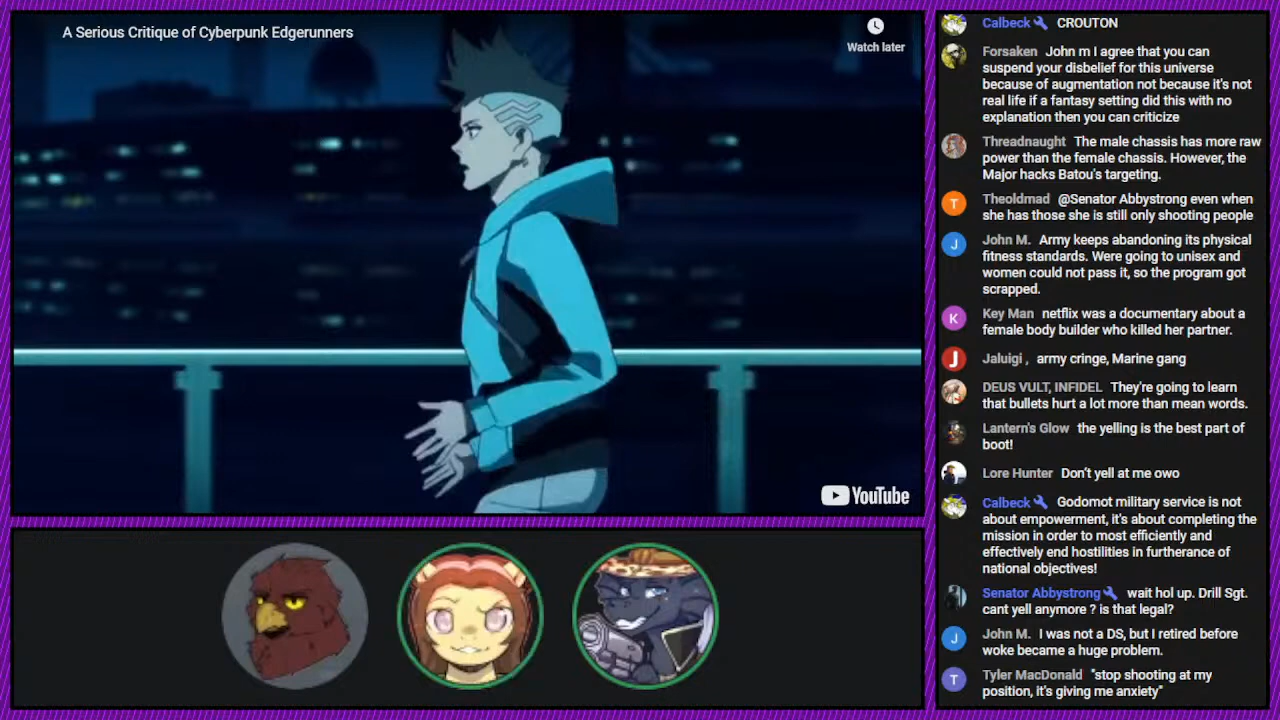 A Serious Critique of Cyberpunk Edgerunners
Watch later
YouTube
Calbeck CROUTON
Forsaken John m I agree that you can
suspend your disbelief for this universe
because of augmentation not because it's not
real life if a fantasy setting did this with no
explanation then you can criticize
Threadnaught The male chassis has more raw
power than the female chassis. However, the
Major hacks Batou's targeting.
T
Theoldmad @Senator Abbystrong even when
she has those she is still only shooting people
J
John M. Army keeps abandoning its physical
fitness standards. Were going to unisex and
women could not pass it, so the program got
scrapped.
K
Key Man netflix was a documentary about a
female body builder who killed her partner.
J
Jaluigi , army cringe, Marine gang
DEUS VULT, INFIDEL They're going to learn
that bullets hurt a lot more than mean words.
Lantern's Glow the yelling is the best part of
boot!
Lore Hunter Don't yell at me owo
Calbeck Godomot military service is not
about empowerment, it's about completing the
mission in order to most efficiently and
effectively end hostilities in furtherance of
national objectives!
Senator Abbystrong wait hol up. Drill Sgt.
cant yell anymore ? is that legal?
J
John M. I was not a DS, but I retired before
woke became a huge problem.
T
Tyler MacDonald "stop shooting at my
position, it's giving me anxiety"